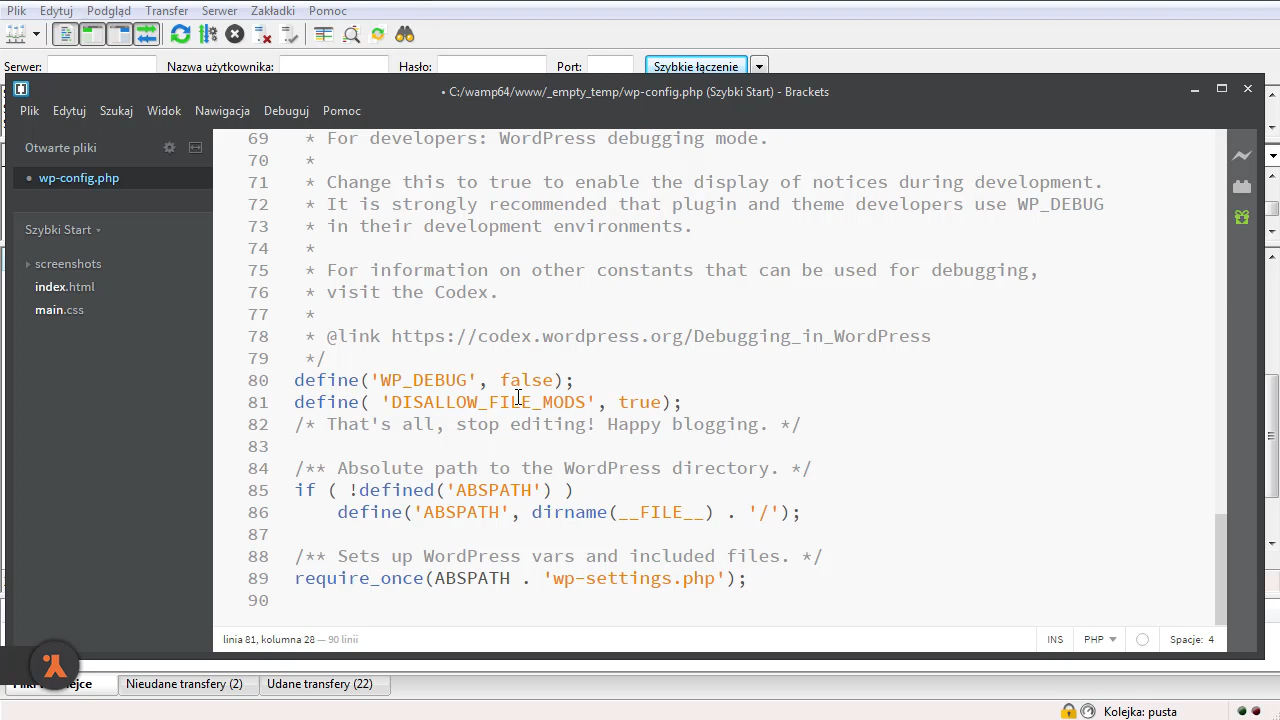 Plik Edytuj Podgląd Transfer Serwer Zakładki Pomoc
Serwer: Nazwa użytkownika: Hasło: Port: Szybkie łączenie
• C:/wamp64/www/_empty_temp/wp-config.php (Szybki Start) - Brackets
Plik Edytuj Szukaj Widok Nawigacja Debuguj Pomoc
Otwarte pliki
• wp-config.php
Szybki Start
screenshots
index.html
main.css
69 * For developers: WordPress debugging mode.
70 *
71 * Change this to true to enable the display of notices during development.
72 * It is strongly recommended that plugin and theme developers use WP_DEBUG
73 * in their development environments.
74 *
75 * For information on other constants that can be used for debugging,
76 * visit the Codex.
77 *
78 * @link https://codex.wordpress.org/Debugging_in_WordPress
79 */
80 define('WP_DEBUG', false);
81 define( 'DISALLOW_FILE_MODS', true);
82 /* That's all, stop editing! Happy blogging. */
83
84 /** Absolute path to the WordPress directory. */
85 if ( !defined('ABSPATH') )
86 define('ABSPATH', dirname(__FILE__) . '/');
87
88 /** Sets up WordPress vars and included files. */
89 require_once(ABSPATH . 'wp-settings.php');
90
linia 81, kolumna 28 — 90 linii INS PHP Spacje: 4
Nieudane transfery (2) Udane transfery (22)
Kolejka: pusta